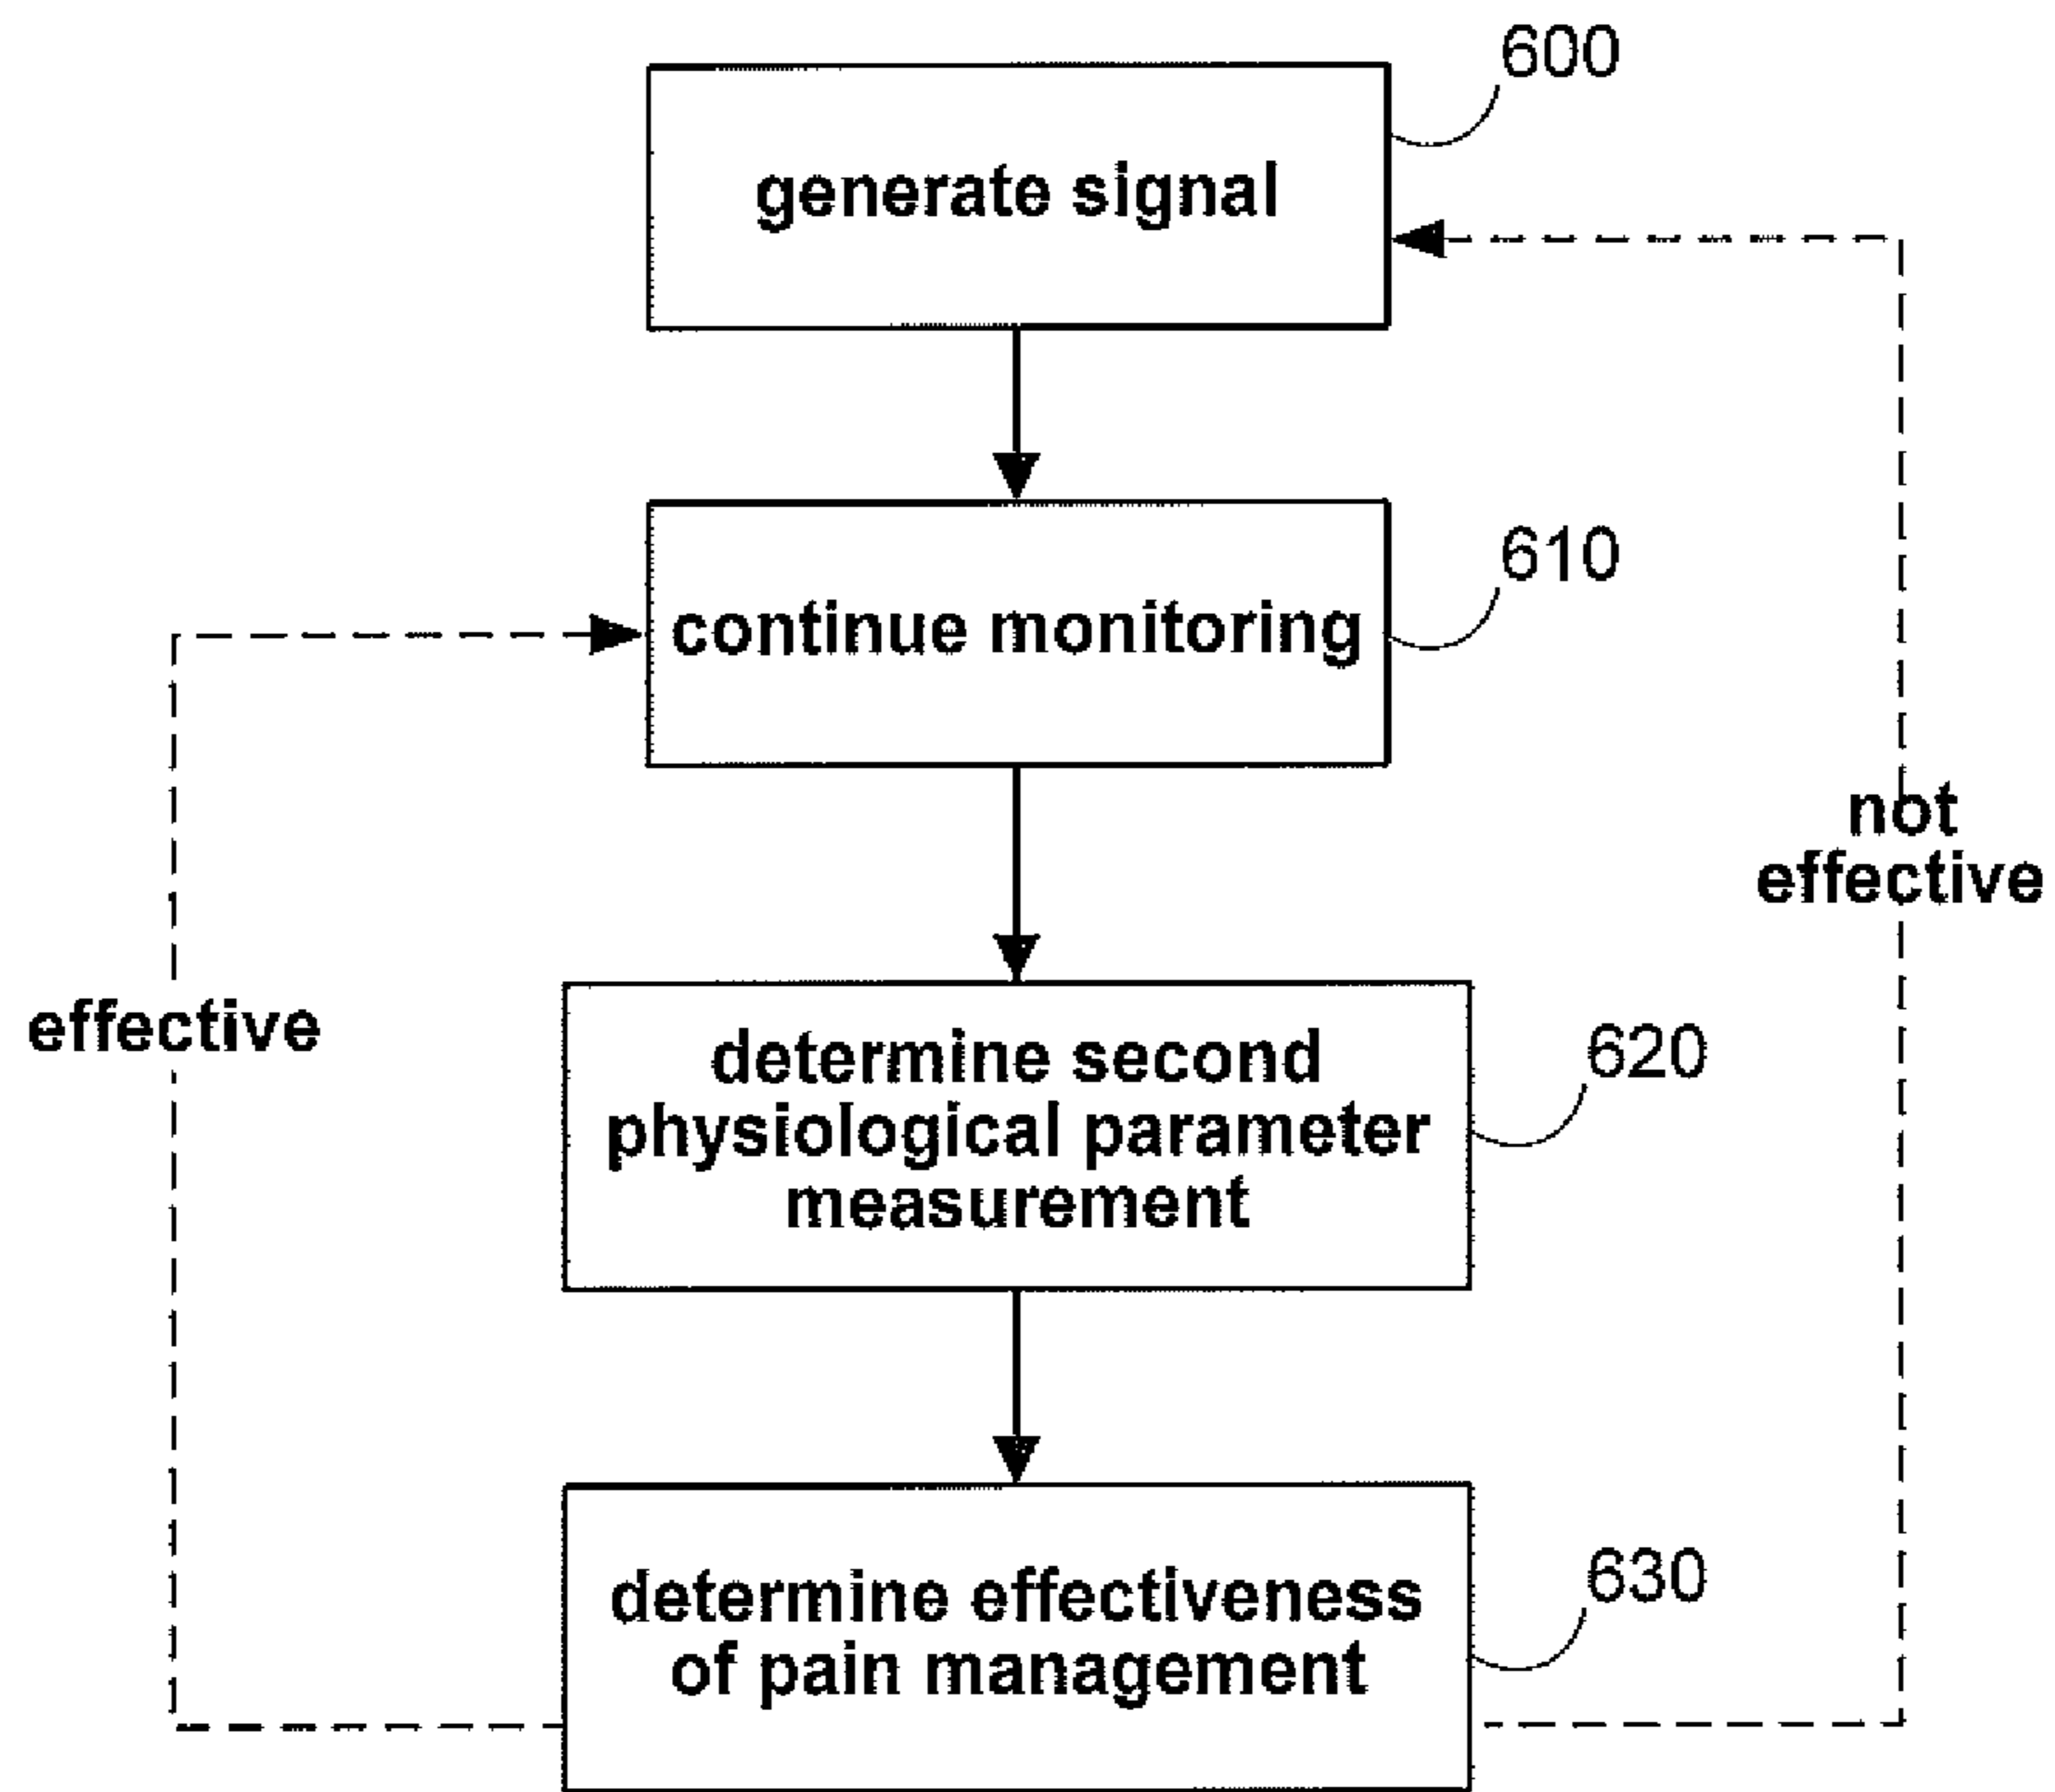 600
generate signal
610
continue monitoring
not
effective
effective
620
determine second
physiological parameter
measurement
630
determine effectiveness
of pain management